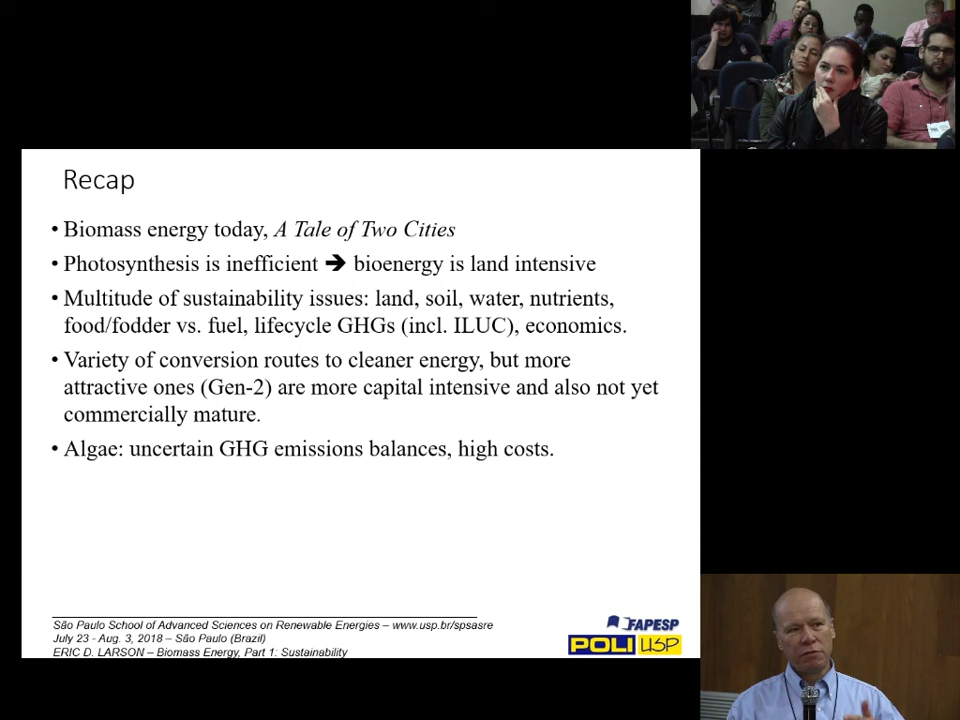 Recap
• Biomass energy today, A Tale of Two Cities
• Photosynthesis is inefficient ➔ bioenergy is land intensive
• Multitude of sustainability issues: land, soil, water, nutrients,
food/fodder vs. fuel, lifecycle GHGs (incl. ILUC), economics.
• Variety of conversion routes to cleaner energy, but more
attractive ones (Gen-2) are more capital intensive and also not yet
commercially mature.
• Algae: uncertain GHG emissions balances, high costs.
São Paulo School of Advanced Sciences on Renewable Energies – www.usp.br/spsasre
July 23 - Aug. 3, 2018 – São Paulo (Brazil)
ERIC D. LARSON – Biomass Energy, Part 1: Sustainability
FAPESP
POLI USP